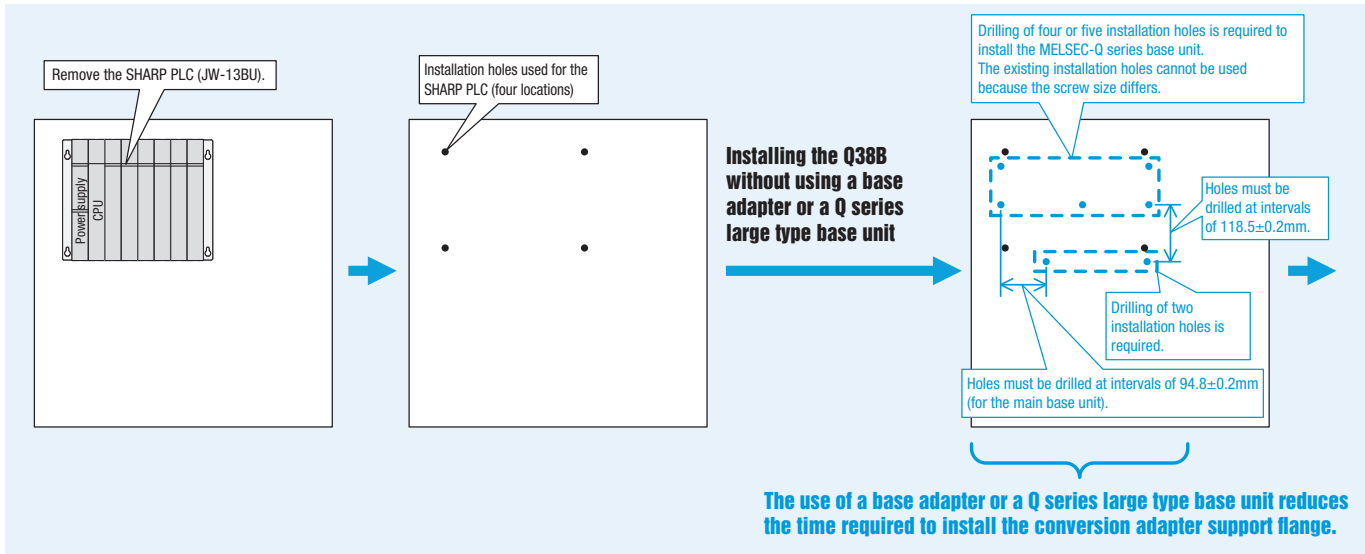 Remove the SHARP PLC (JW-13BU).
Power supply
CPU
Installation holes used for the
SHARP PLC (four locations)
Installing the Q38B
without using a base
adapter or a Q series
large type base unit
Drilling of four or five installation holes is required to
install the MELSEC-Q series base unit.
The existing installation holes cannot be used
because the screw size differs.
Holes must be
drilled at intervals
of 118.5±0.2mm.
Drilling of two
installation holes is
required.
Holes must be drilled at intervals of 94.8±0.2mm
(for the main base unit).
The use of a base adapter or a Q series large type base unit reduces
the time required to install the conversion adapter support flange.